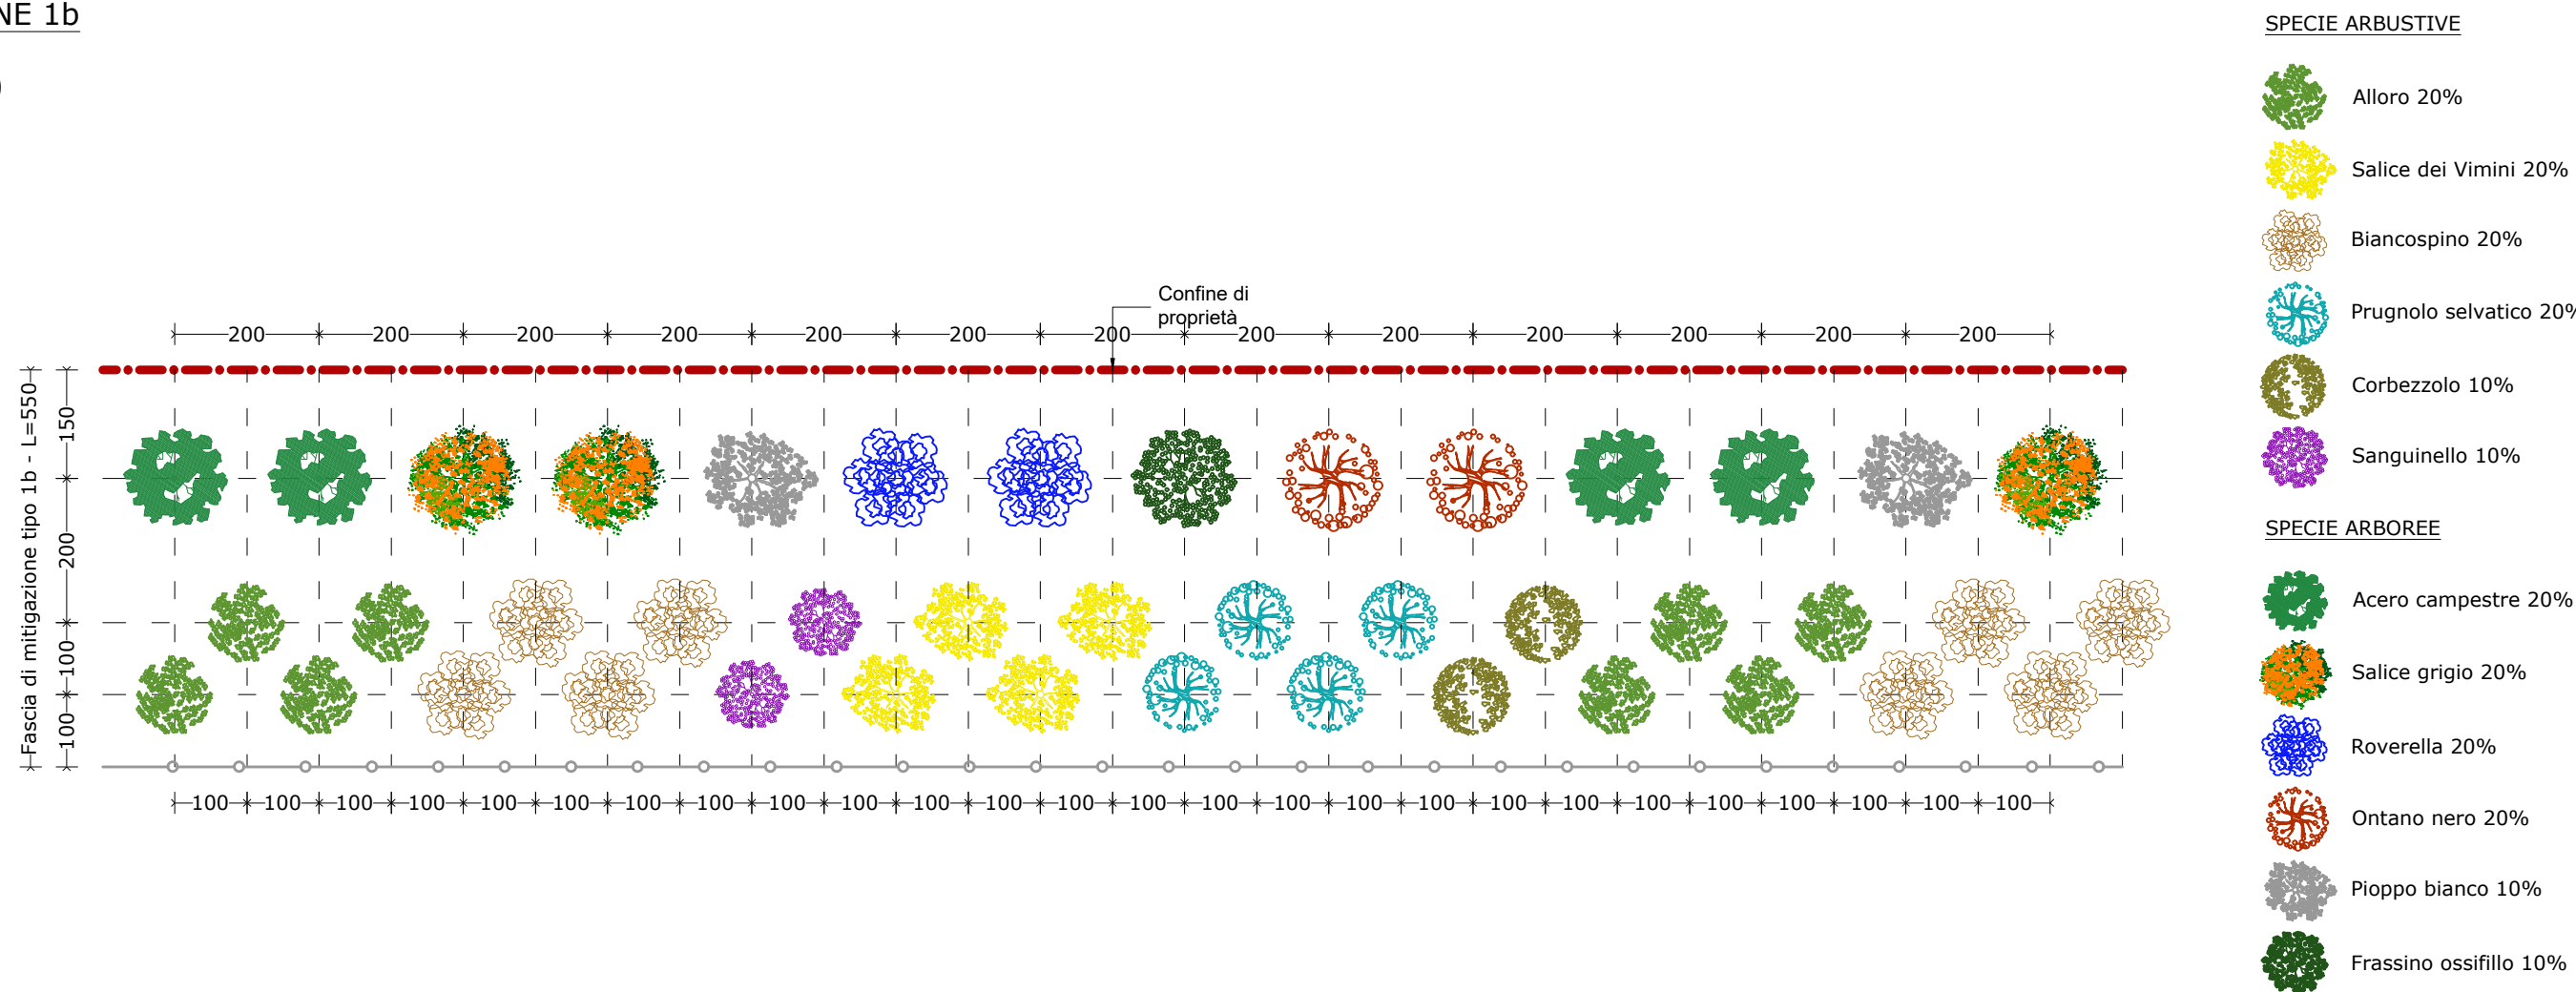 NE 1b
)
SPECIE ARBUSTIVE
Alloro 20%
Salice dei Vimini 20%
Biancospino 20%
Prugnolo selvatico 20%
Corbezzolo 10%
Sanguinello 10%
SPECIE ARBOREE
Acero campestre 20%
Salice grigio 20%
Roverella 20%
Ontano nero 20%
Pioppo bianco 10%
Frassino ossifillo 10%
Confine di
proprietà
200 200 200 200 200 200 200 200 200 200 200 200 200
Fascia di mitigazione tipo 1b - L=550
150
200
100
100
100 100 100 100 100 100 100 100 100 100 100 100 100 100 100 100 100 100 100 100 100 100 100 100 100 100